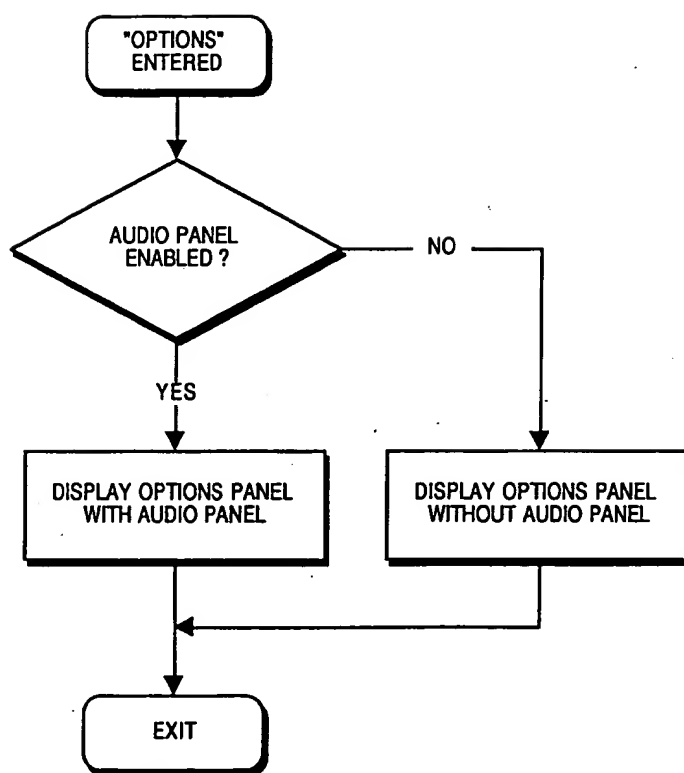 "OPTIONS"
ENTERED
AUDIO PANEL
ENABLED ?
NO
YES
DISPLAY OPTIONS PANEL
WITH AUDIO PANEL
DISPLAY OPTIONS PANEL
WITHOUT AUDIO PANEL
EXIT